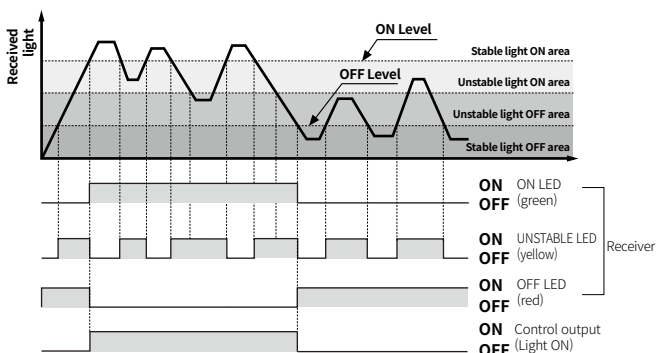 Received
light
ON Level
Stable light ON area
OFF Level
Unstable light ON area
Unstable light OFF area
Stable light OFF area
ON ON LED
OFF (green)
ON UNSTABLE LED
OFF (yellow)
Receiver
ON OFF LED
OFF (red)
ON Control output
OFF (Light ON)